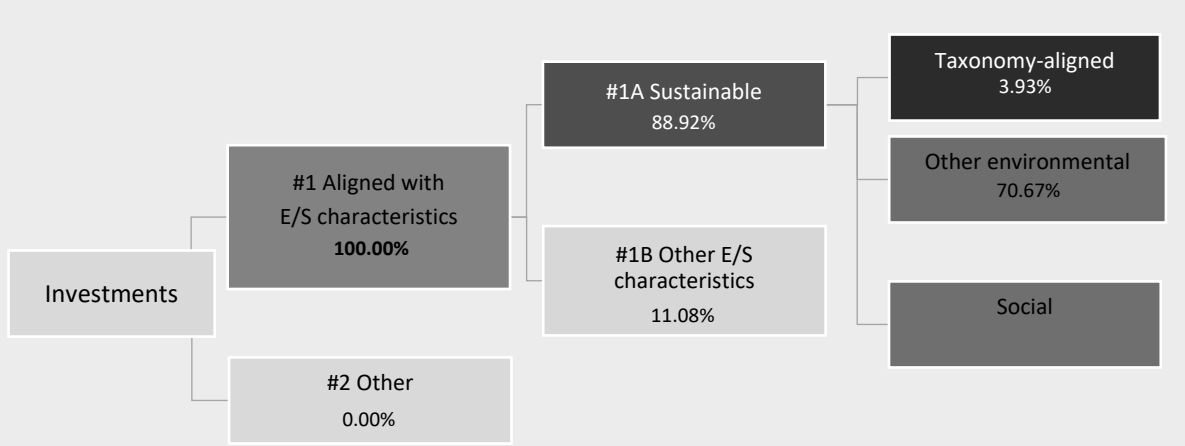 Investments
#1 Aligned with
E/S characteristics
100.00%
#2 Other
0.00%
#1A Sustainable
88.92%
#1B Other E/S
characteristics
11.08%
Taxonomy-aligned
3.93%
Other environmental
70.67%
Social